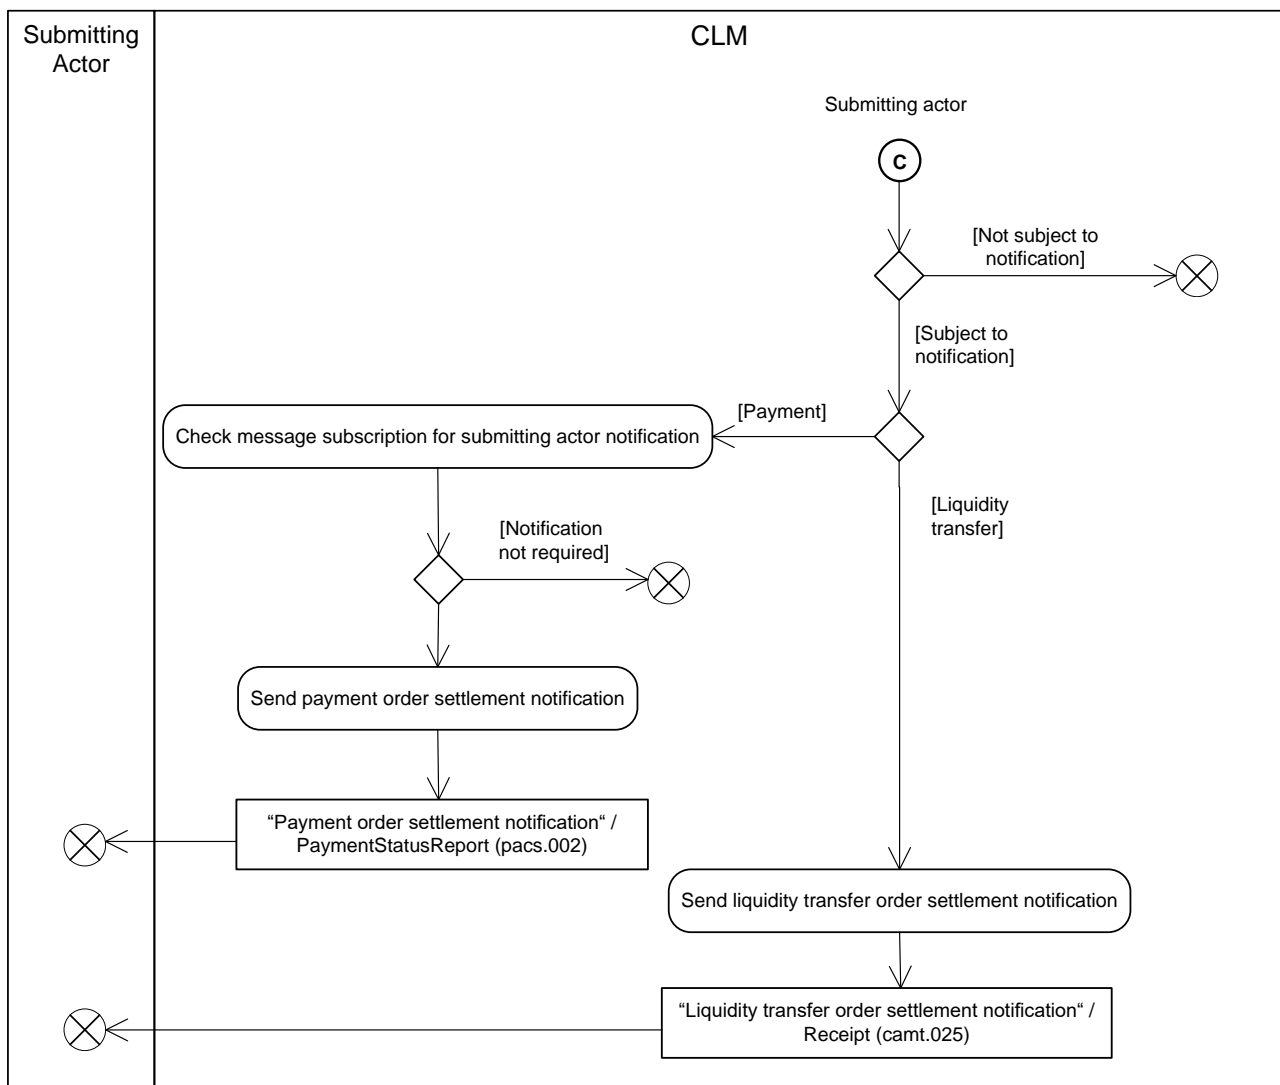 Submitting
Actor
CLM
Submitting actor
C
[Not subject to
notification]
[Subject to
notification]
[Payment]
Check message subscription for submitting actor notification
[Liquidity
transfer]
[Notification
not required]
Send payment order settlement notification
“Payment order settlement notification“ /
PaymentStatusReport (pacs.002)
Send liquidity transfer order settlement notification
“Liquidity transfer order settlement notification“ /
Receipt (camt.025)